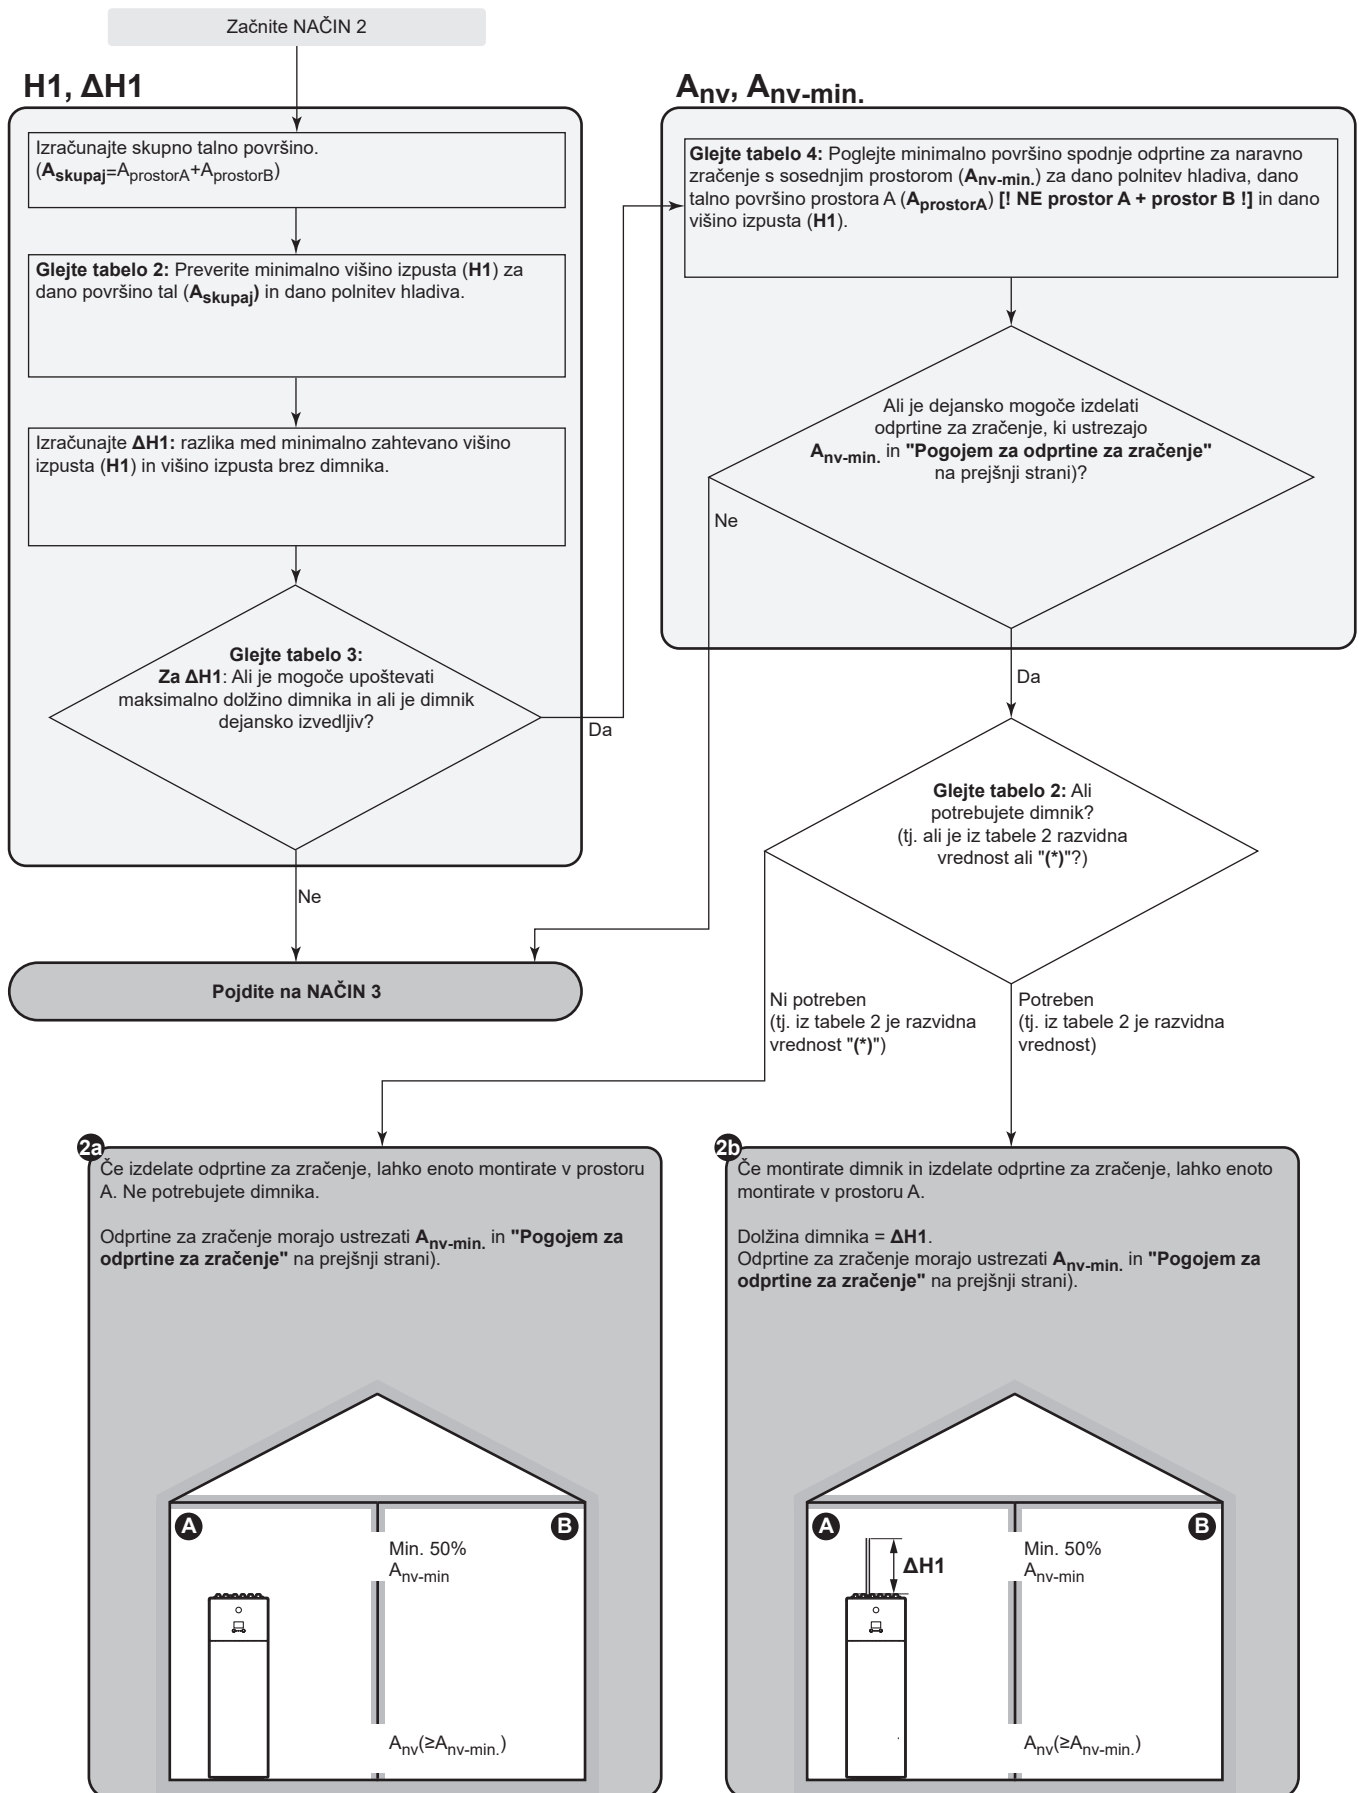 Začnite NAČIN 2
H1, ΔH1
Izračunajte skupno talno površino.
(Askupaj=AprostorA+AprostorB)
Glejte tabelo 2: Preverite minimalno višino izpusta (H1) za
dano površino tal (Askupaj) in dano polnitev hladiva.
Izračunajte ΔH1: razlika med minimalno zahtevano višino
izpusta (H1) in višino izpusta brez dimnika.
Glejte tabelo 3:
Za ΔH1: Ali je mogoče upoštevati
maksimalno dolžino dimnika in ali je dimnik
dejansko izvedljiv?
Da
Ne
Pojdite na NAČIN 3
Anv, Anv-min.
Glejte tabelo 4: Poglejte minimalno površino spodnje odprtine za naravno
zračenje s sosednjim prostorom (Anv-min.) za dano polnitev hladiva, dano
talno površino prostora A (AprostorA) [! NE prostor A + prostor B !] in dano
višino izpusta (H1).
Ali je dejansko mogoče izdelati
odprtine za zračenje, ki ustrezajo
Anv-min. in "Pogojem za odprtine za zračenje"
na prejšnji strani)?
Ne
Da
Glejte tabelo 2: Ali
potrebujete dimnik?
(tj. ali je iz tabele 2 razvidna
vrednost ali "(*)"?)
Ni potreben
(tj. iz tabele 2 je razvidna
vrednost "(*)")
Potreben
(tj. iz tabele 2 je razvidna
vrednost)
2a
Če izdelate odprtine za zračenje, lahko enoto montirate v prostoru
A. Ne potrebujete dimnika.
Odprtine za zračenje morajo ustrezati Anv-min. in "Pogojem za
odprtine za zračenje" na prejšnji strani).
A
B
Min. 50%
Anv-min
Anv(≥Anv-min.)
2b
Če montirate dimnik in izdelate odprtine za zračenje, lahko enoto
montirate v prostoru A.
Dolžina dimnika = ΔH1.
Odprtine za zračenje morajo ustrezati Anv-min. in "Pogojem za
odprtine za zračenje" na prejšnji strani).
A
B
ΔH1
Min. 50%
Anv-min
Anv(≥Anv-min.)